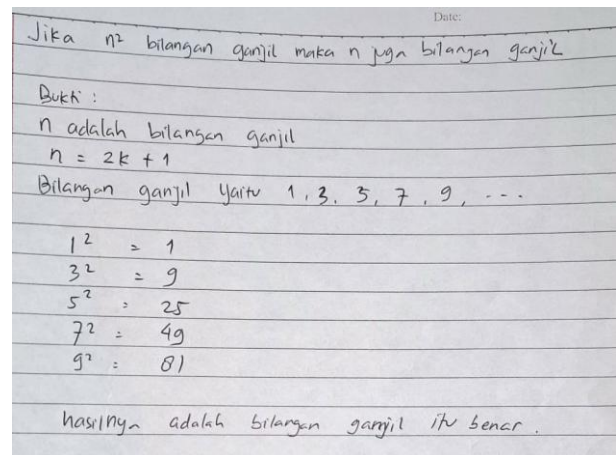 Date:
Jika n² bilangan ganjil maka n juga bilangan ganjil
Bukti :
n adalah bilangan ganjil
n = 2k + 1
Bilangan ganjil yaitu 1, 3, 5, 7, 9, ---
1² = 1
3² = 9
5² = 25
7² = 49
9² = 81
hasilnya adalah bilangan ganjil itu benar.